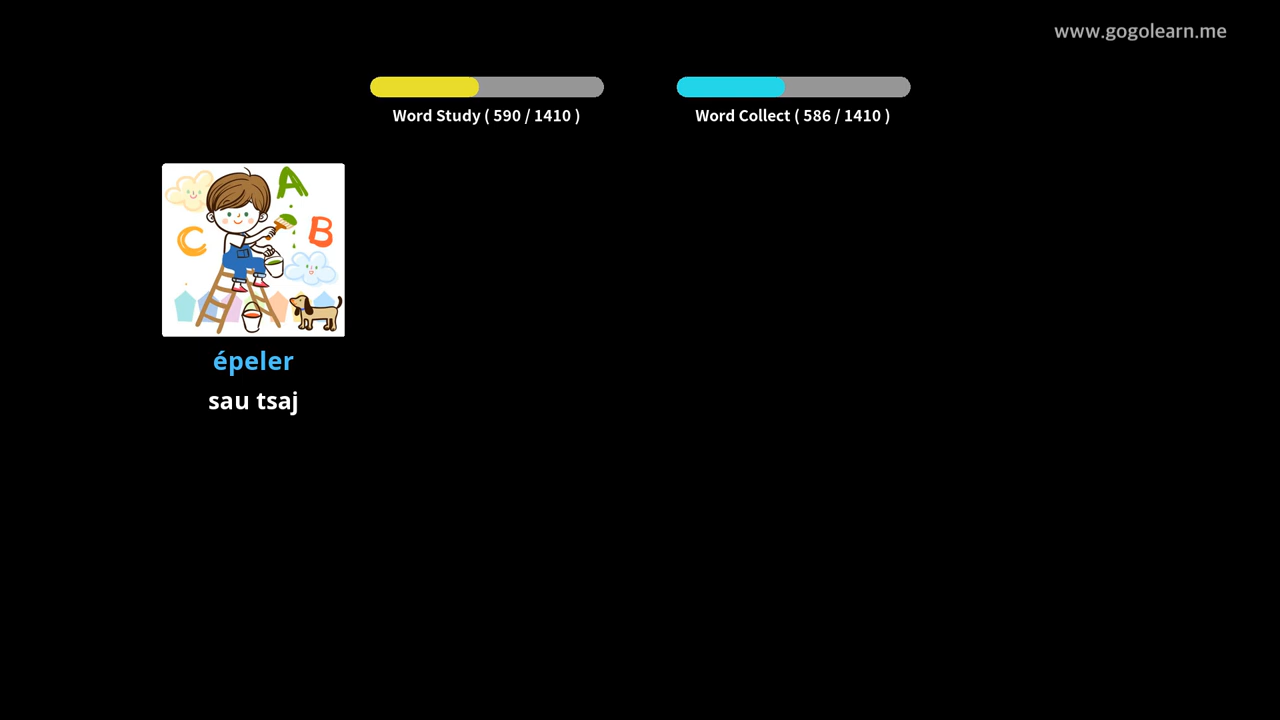 www.gogolearn.me
Word Study ( 590 / 1410 )
Word Collect ( 586 / 1410 )
A
B
C
épeler
sau tsaj